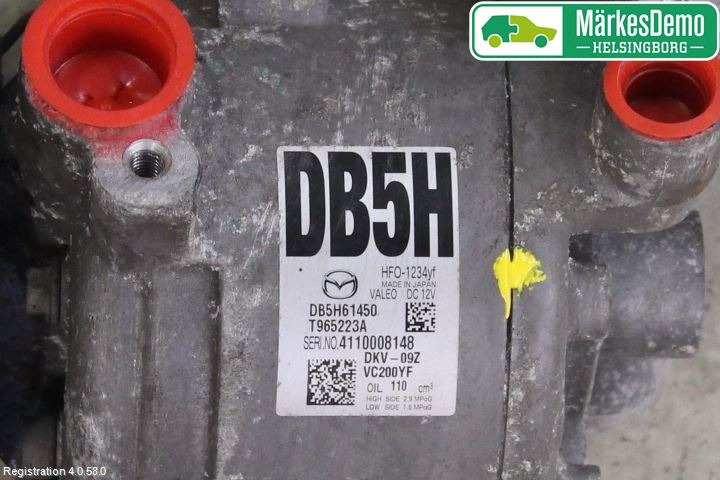 MärkesDemo
HELSINGBORG
DB5H
HFO-1234yf
MADE IN JAPAN
VALEO DC 12V
DB5H61450
T965223A
SERI.NO.4110008148
DKV-09Z
VC200YF
OIL 110 cm³
HIGH SIDE 2.9 MPaG
LOW SIDE 1.6 MPaG
Registration 4.0.58.0